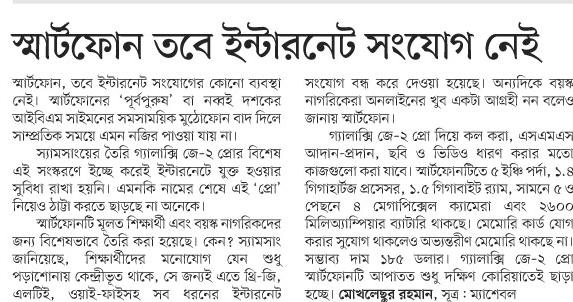 স্মার্টফোন তবে ইন্টারনেট সংযোগ নেই
স্মার্টফোন, তবে ইন্টারনেট সংযোগের কোনো ব্যবস্থা
নেই। স্মার্টফোনের ‘পূর্বপুরুষ’ বা নব্বই দশকের
আইবিএম সাইমনের সমসাময়িক মুঠোফোন বাদ দিলে
সাম্প্রতিক সময়ে এমন নজির পাওয়া যায় না।
স্যামসাংয়ের তৈরি গ্যালাক্সি জে-২ প্রোর বিশেষ
এই সংস্করণে ইচ্ছে করেই ইন্টারনেটে যুক্ত হওয়ার
সুবিধা রাখা হয়নি। এমনকি নামের শেষে এই ‘প্রো’
নিয়েও ঠাট্টা করতে ছাড়ছে না অনেকে।
স্মার্টফোনটি মূলত শিক্ষার্থী এবং বয়স্ক নাগরিকদের
জন্য বিশেষভাবে তৈরি করা হয়েছে। কেন? স্যামসাং
জানিয়েছে, শিক্ষার্থীদের মনোযোগ যেন শুধু
পড়াশোনায় কেন্দ্রীভূত থাকে, সে জন্যই এতে থ্রি-জি,
এলটিই, ওয়াই-ফাইসহ সব ধরনের ইন্টারনেট
সংযোগ বন্ধ করে দেওয়া হয়েছে। অন্যদিকে বয়স্ক
নাগরিকেরা অনলাইনের খুব একটা আগ্রহী নন বলেও
জানায় স্মার্টফোন।
গ্যালাক্সি জে-২ প্রো দিয়ে কল করা, এসএমএস
আদান-প্রদান, ছবি ও ভিডিও ধারণ করার মতো
কাজগুলো করা যাবে। স্মার্টফোনটিতে ৫ ইঞ্চি পর্দা, ১.৪
গিগাহার্টজ প্রসেসর, ১.৫ গিগাবাইট র‍্যাম, সামনে ৫ ও
পেছনে ৪ মেগাপিক্সেল ক্যামেরা এবং ২৬০০
মিলিঅ্যাম্পিয়ার ব্যাটারি থাকছে। মেমোরি কার্ড যোগ
করার সুযোগ থাকলেও অভ্যন্তরীণ মেমোরি থাকছে না।
সম্ভাব্য দাম ১৮৫ ডলার। গ্যালাক্সি জে-২ প্রো
স্মার্টফোনটি আপাতত শুধু দক্ষিণ কোরিয়াতেই ছাড়া
হচ্ছে। মোখলেছুর রহমান, সূত্র : ম্যাশেবল